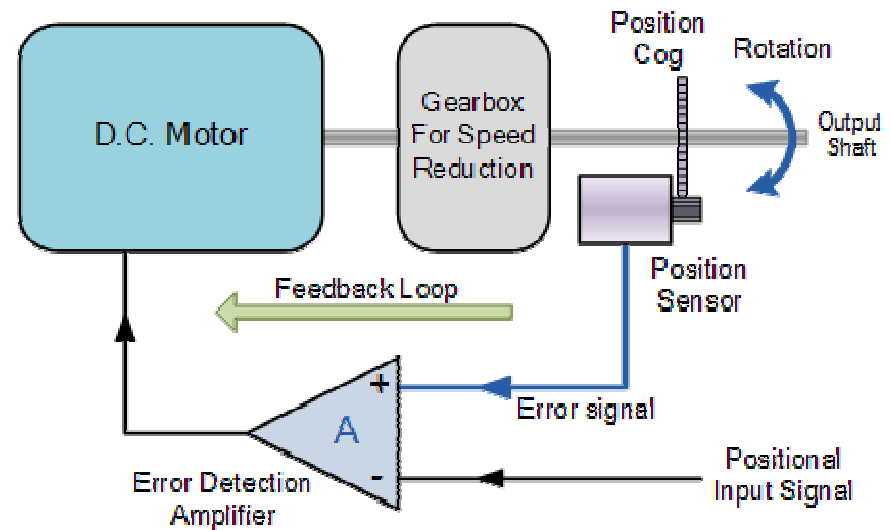 Position
Cog
Rotation
D.C. Motor
Gearbox
For Speed
Reduction
Output
Shaft
Position
Sensor
Feedback Loop
+
Error signal
A
-
Positional
Input Signal
Error Detection
Amplifier